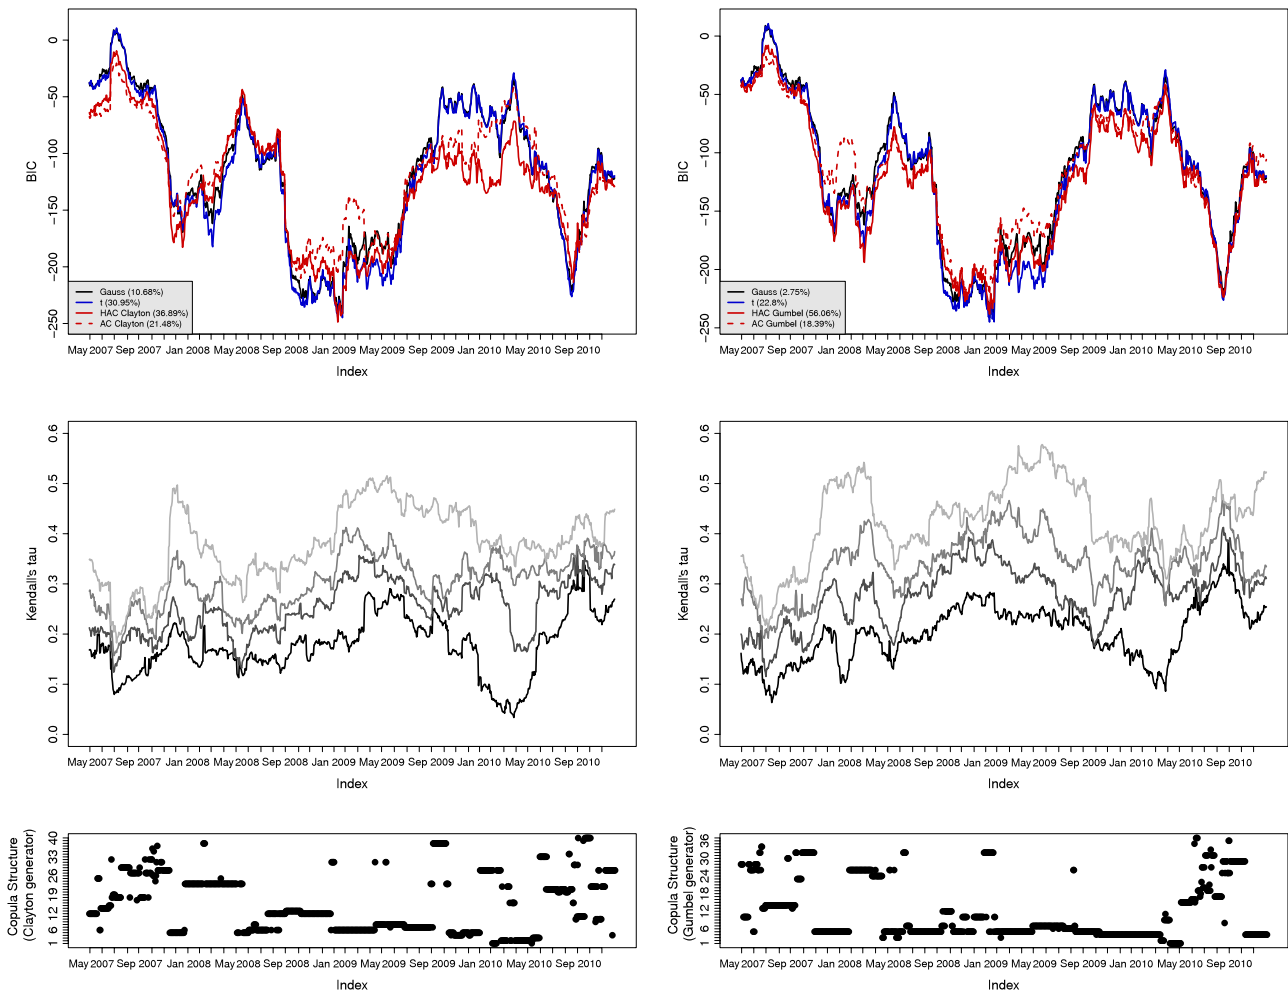 BIC
0
−50
−100
−150
−200
−250
Gauss (10.68%)
t (30.95%)
HAC Clayton (36.89%)
AC Clayton (21.48%)
May 2007 Sep 2007 Jan 2008 May 2008 Sep 2008 Jan 2009 May 2009 Sep 2009 Jan 2010 May 2010 Sep 2010
Index
BIC
0
−50
−100
−150
−200
−250
Gauss (2.75%)
t (22.8%)
HAC Gumbel (56.06%)
AC Gumbel (18.39%)
May 2007 Sep 2007 Jan 2008 May 2008 Sep 2008 Jan 2009 May 2009 Sep 2009 Jan 2010 May 2010 Sep 2010
Index
Kendall's tau
0.6
0.5
0.4
0.3
0.2
0.1
0.0
May 2007 Sep 2007 Jan 2008 May 2008 Sep 2008 Jan 2009 May 2009 Sep 2009 Jan 2010 May 2010 Sep 2010
Index
Kendall's tau
0.6
0.5
0.4
0.3
0.2
0.1
0.0
May 2007 Sep 2007 Jan 2008 May 2008 Sep 2008 Jan 2009 May 2009 Sep 2009 Jan 2010 May 2010 Sep 2010
Index
Copula Structure
(Clayton generator)
40
33
26
19
12
6
1
May 2007 Sep 2007 Jan 2008 May 2008 Sep 2008 Jan 2009 May 2009 Sep 2009 Jan 2010 May 2010 Sep 2010
Index
Copula Structure
(Gumbel generator)
36
30
24
18
12
6
1
May 2007 Sep 2007 Jan 2008 May 2008 Sep 2008 Jan 2009 May 2009 Sep 2009 Jan 2010 May 2010 Sep 2010
Index